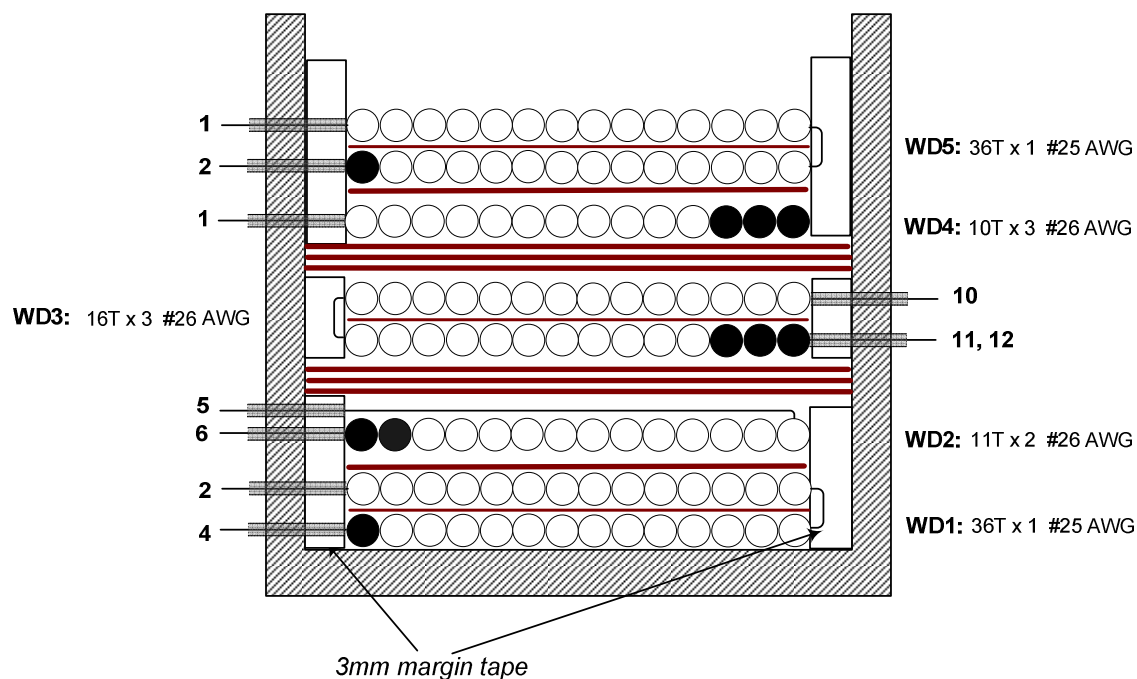 1
WD5: 36T x 1 #25 AWG
2
1
WD4: 10T x 3 #26 AWG
10
WD3: 16T x 3 #26 AWG
11, 12
5
6
WD2: 11T x 2 #26 AWG
2
WD1: 36T x 1 #25 AWG
4
3mm margin tape